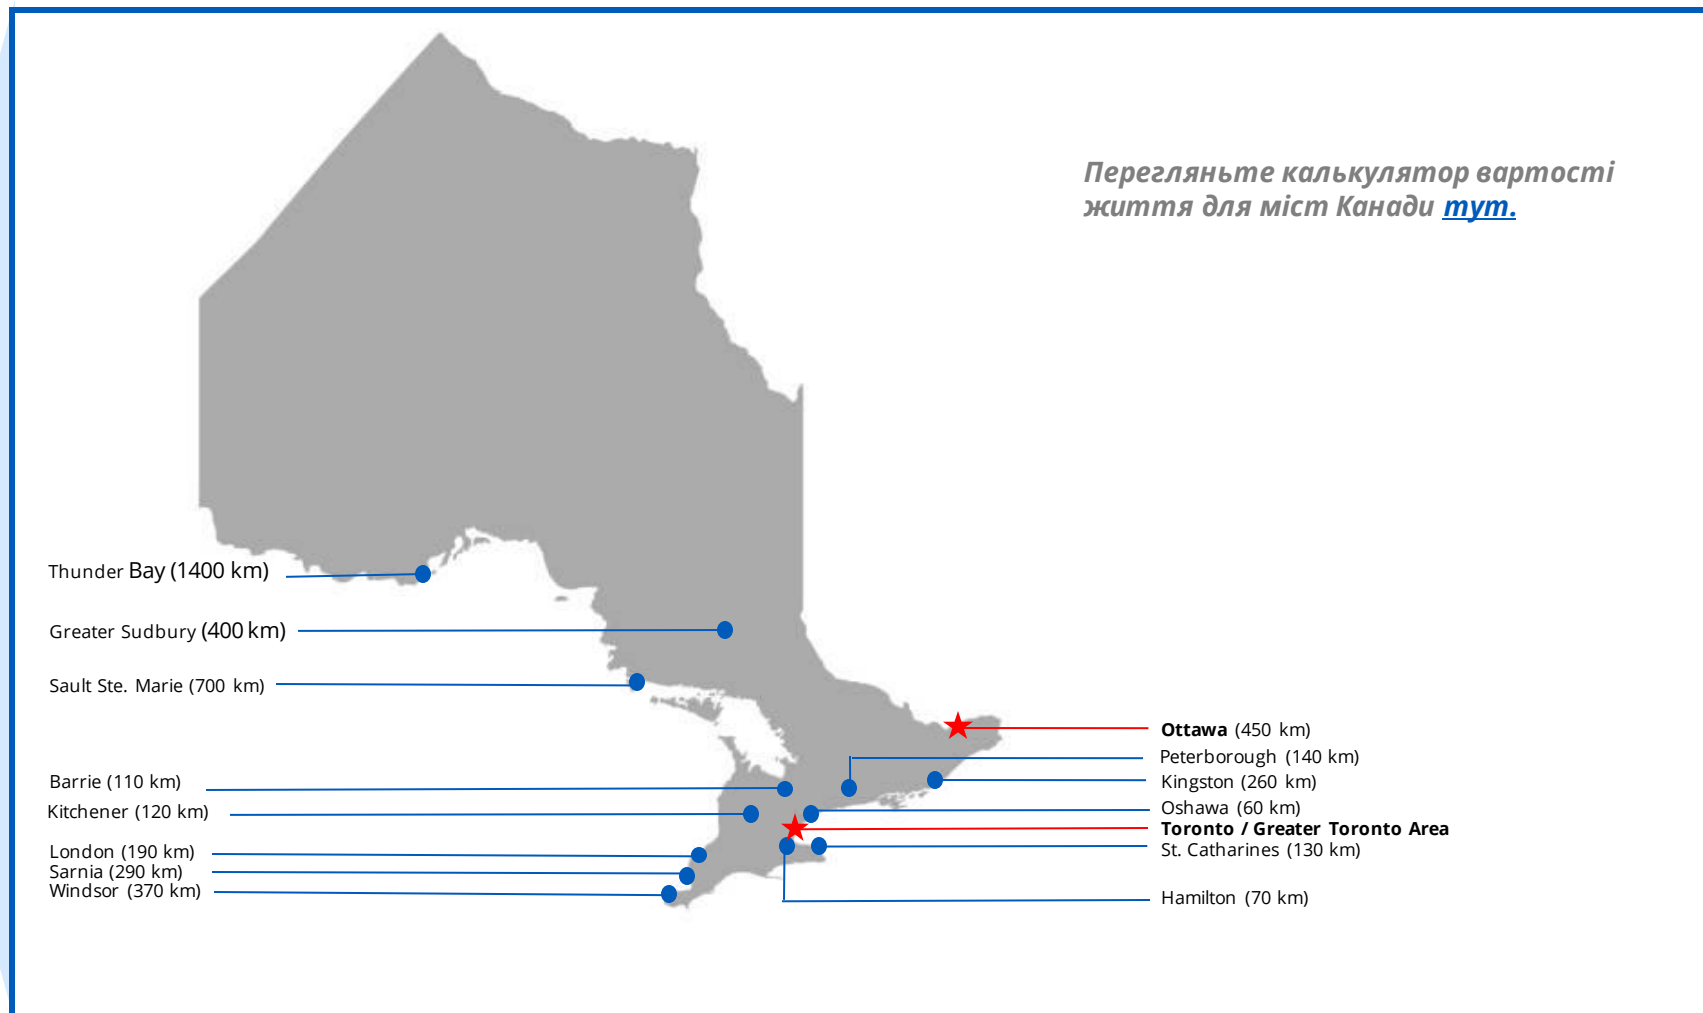 Перегляньте калькулятор вартості
життя для міст Канади тут.
Thunder Bay (1400 km)
Greater Sudbury (400 km)
Sault Ste. Marie (700 km)
Barrie (110 km)
Kitchener (120 km)
London (190 km)
Sarnia (290 km)
Windsor (370 km)
Ottawa (450 km)
Peterborough (140 km)
Kingston (260 km)
Oshawa (60 km)
Toronto / Greater Toronto Area
St. Catharines (130 km)
Hamilton (70 km)